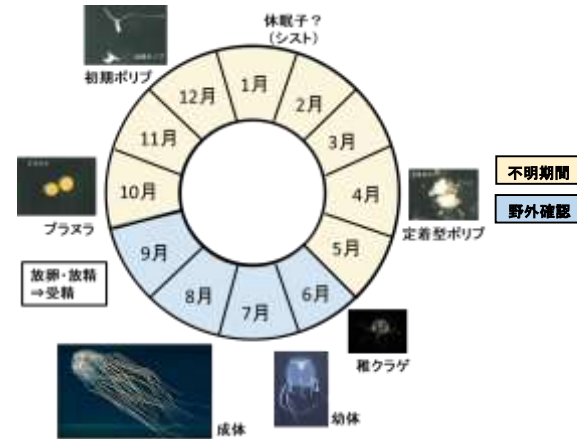 休眠子？
(シスト)
初期ポリプ
1月
2月
3月
4月
5月
6月
7月
8月
9月
10月
11月
12月
不明期間
野外確認
定着型ポリプ
プラヌラ
放卵・放精
⇒受精
稚クラゲ
幼体
成体